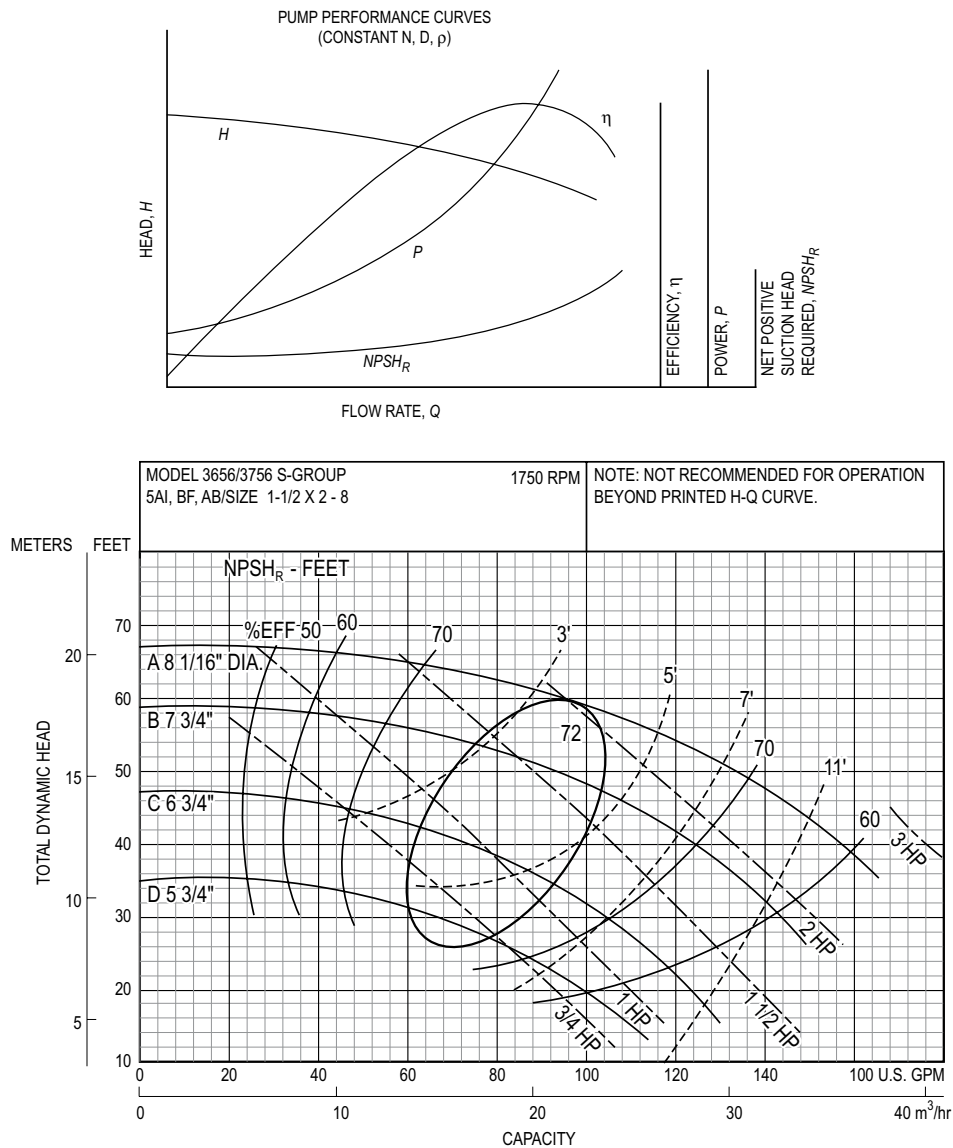 PUMP PERFORMANCE CURVES
(CONSTANT N, D, ρ)
H
η
P
NPSHR
HEAD, H
FLOW RATE, Q
EFFICIENCY, η
POWER, P
NET POSITIVE
SUCTION HEAD
REQUIRED, NPSHR
MODEL 3656/3756 S-GROUP
5AI, BF, AB/SIZE 1-1/2 X 2 - 8
1750 RPM
NOTE: NOT RECOMMENDED FOR OPERATION
BEYOND PRINTED H-Q CURVE.
METERS
FEET
NPSHR - FEET
%EFF 50
60
70
3'
5'
7'
70
11'
60
72
A 8 1/16" DIA.
B 7 3/4"
C 6 3/4"
D 5 3/4"
3/4 HP
1 HP
1 1/2 HP
2 HP
3 HP
TOTAL DYNAMIC HEAD
20
15
10
5
70
60
50
40
30
20
10
0 20 40 60 80 100 120 140 100 U.S. GPM
0 10 20 30 40 m3/hr
CAPACITY